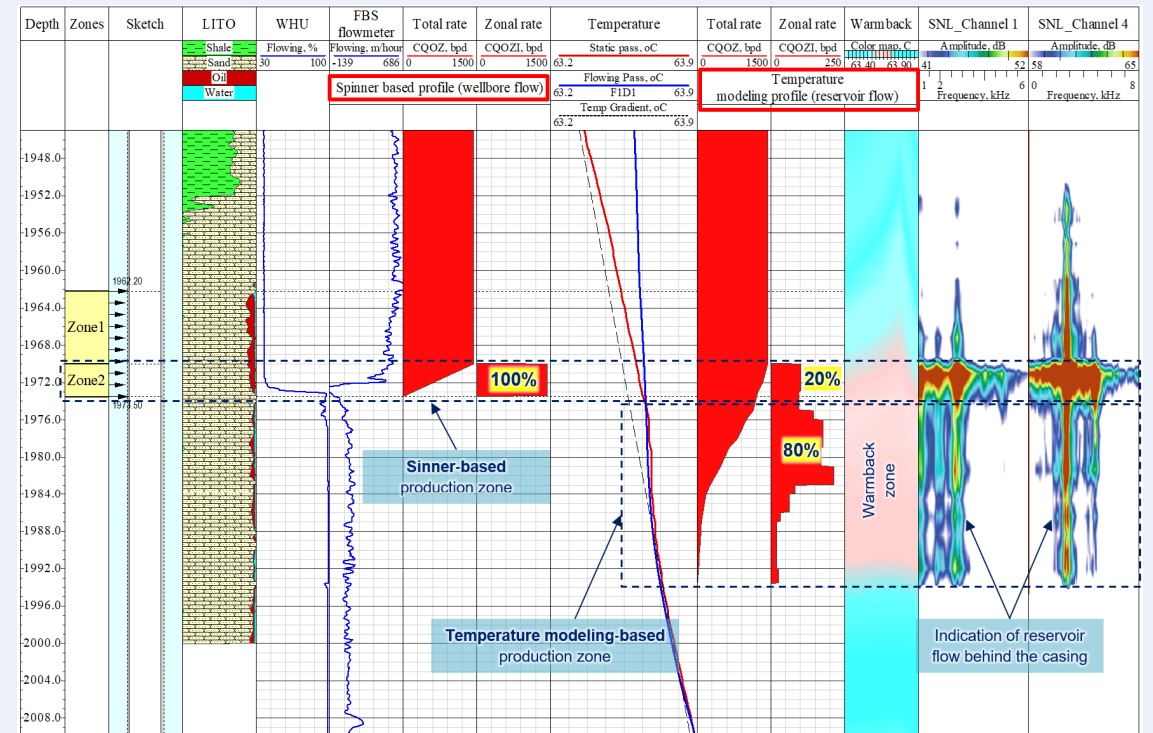 Depth Zones Sketch LITO WHU FBS flowmeter Total rate Zonal rate Temperature Total rate Zonal rate Warmback SNL_Channel 1 SNL_Channel 4
Shale
Sand
Oil
Water
Flowing, %
30 100
Flowing, m/hour
-139 686
CQOZ, bpd
0 1500
CQOZI, bpd
0 1500
Static pass, oC
63.2 63.9
Flowing Pass, oC
63.2 F1D1 63.9
Temp Gradient, oC
63.2 63.9
CQOZ, bpd
0 1500
CQOZI, bpd
0 250
Color map, C
63.40 63.90
Amplitude, dB
41 52
1 2 6
Frequency, kHz
Amplitude, dB
58 65
0 8
Frequency, kHz
Spinner based profile (wellbore flow)
Temperature
modeling profile (reservoir flow)
-1948.0
-1952.0
-1956.0
-1960.0
1962.20
-1964.0
Zone1
-1968.0
-1972.0
Zone2
100%
20%
1973.50
-1976.0
-1980.0
80%
-1984.0
-1988.0
-1992.0
-1996.0
-2000.0
-2004.0
-2008.0
Sinner-based
production zone
Warmback
zone
Temperature modeling-based
production zone
Indication of reservoir
flow behind the casing